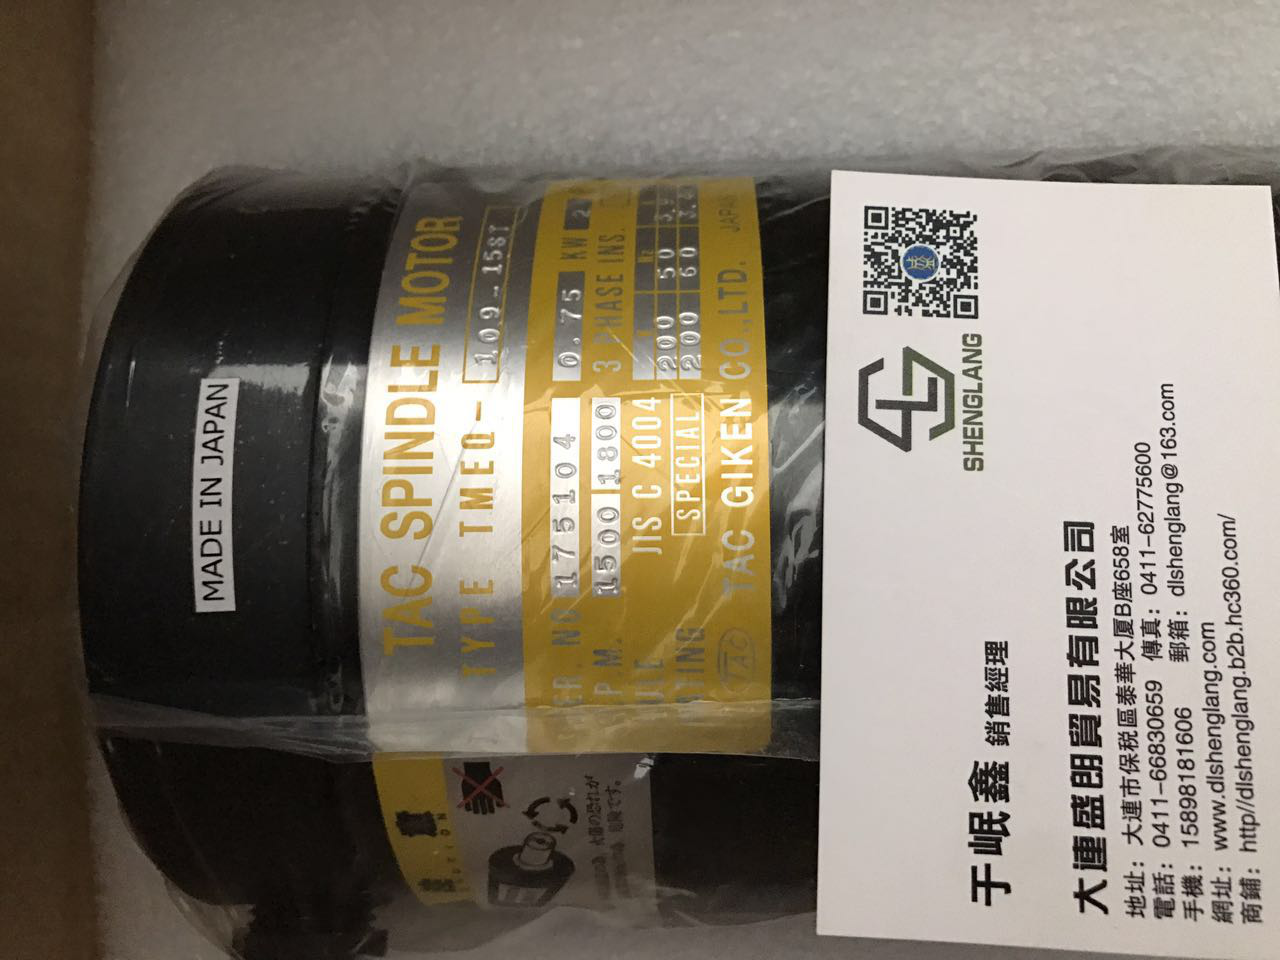 MADE IN JAPAN
TAC SPINDLE MOTOR
TYPE TMEQ- 109-15ST
NO 175104 0.75 KW 2
P.M. 1500 1800 3 PHASE INS.
JIS C 4004 Hz
200 50
SPECIAL 200 60
TAC
TAC GIKEN CO.,LTD. JAPAN
SHENGLANG
于岷鑫 銷售經理
大連盛朗貿易有限公司
地址: 大連市保税區泰華大厦B座658室
電話: 0411-66830659 傳真: 0411-62775600
手機: 15898181606 郵箱: dlshenglang@163.com
網址: www.dlshenglang.com
商鋪: http//dlshenglang.b2b.hc360.com/